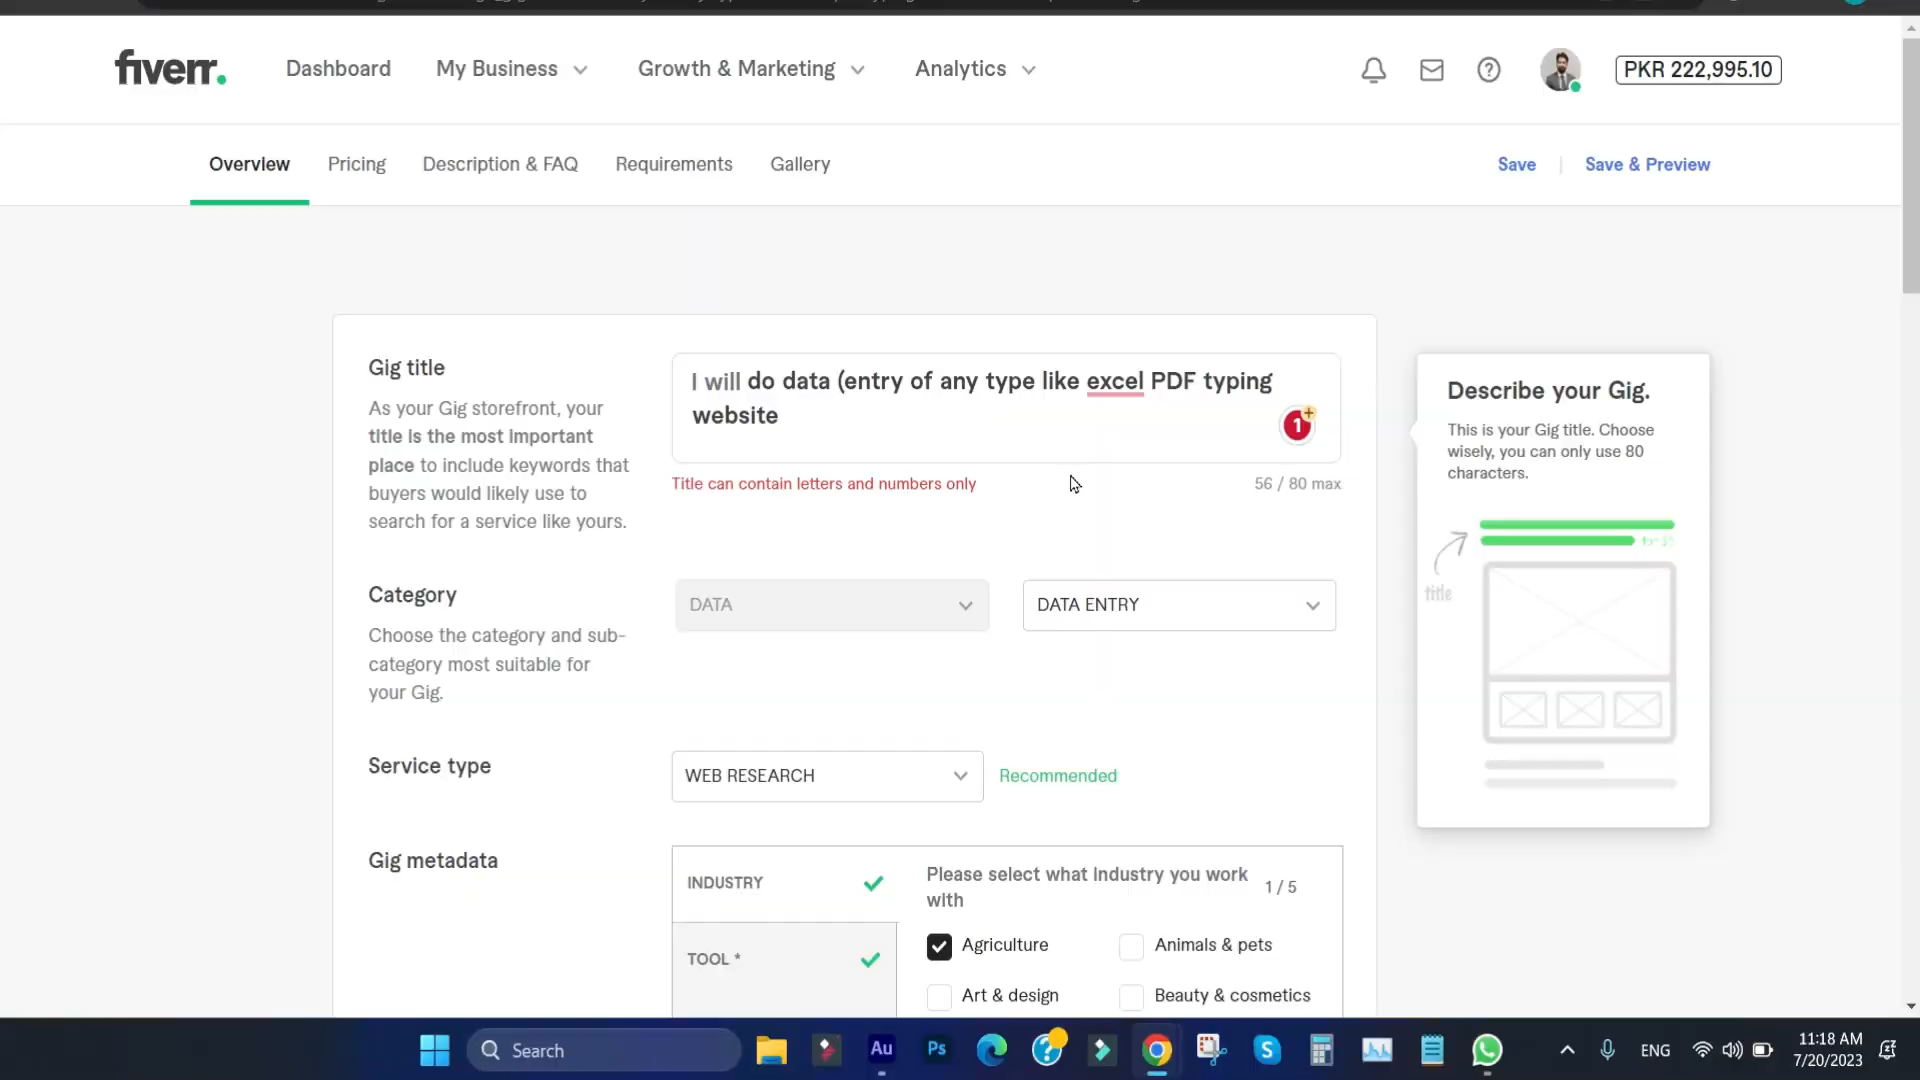 fiverr.
Dashboard My Business Growth & Marketing Analytics PKR 222,995.10
Overview Pricing Description & FAQ Requirements Gallery Save | Save & Preview
Gig title
As your Gig storefront, your
title is the most important
place to include keywords that
buyers would likely use to
search for a service like yours.
I will do data (entry of any type like excel PDF typing
website
1
Title can contain letters and numbers only 56 / 80 max
Describe your Gig.
This is your Gig title. Choose
wisely, you can only use 80
characters.
title
Category
Choose the category and sub-
category most suitable for
your Gig.
DATA DATA ENTRY
Service type
WEB RESEARCH Recommended
Gig metadata
INDUSTRY
TOOL *
Please select what industry you work
with
1 / 5
Agriculture Animals & pets
Art & design Beauty & cosmetics
Search
Au
Ps
ENG
11:18 AM
7/20/2023